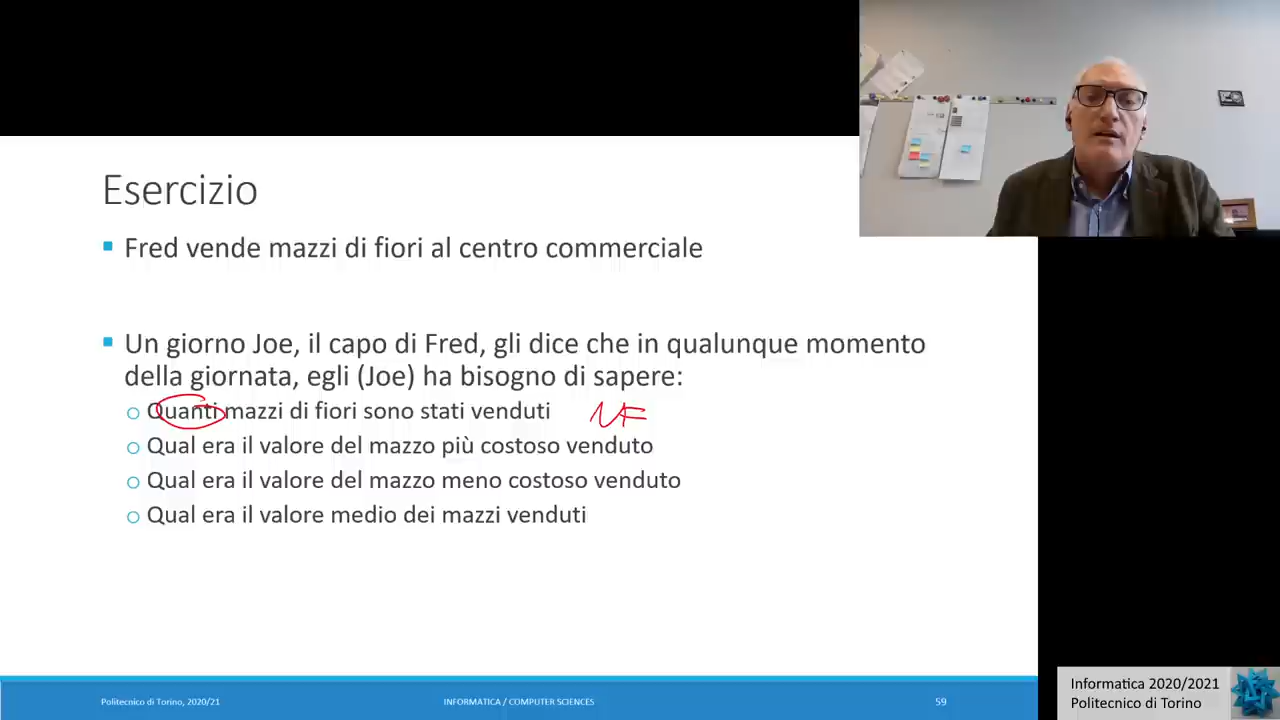 Esercizio
Fred vende mazzi di fiori al centro commerciale
Un giorno Joe, il capo di Fred, gli dice che in qualunque momento
della giornata, egli (Joe) ha bisogno di sapere:
Quanti mazzi di fiori sono stati venduti NF
Qual era il valore del mazzo più costoso venduto
Qual era il valore del mazzo meno costoso venduto
Qual era il valore medio dei mazzi venduti
Politecnico di Torino, 2020/21 INFORMATICA / COMPUTER SCIENCES 59
Informatica 2020/2021
Politecnico di Torino